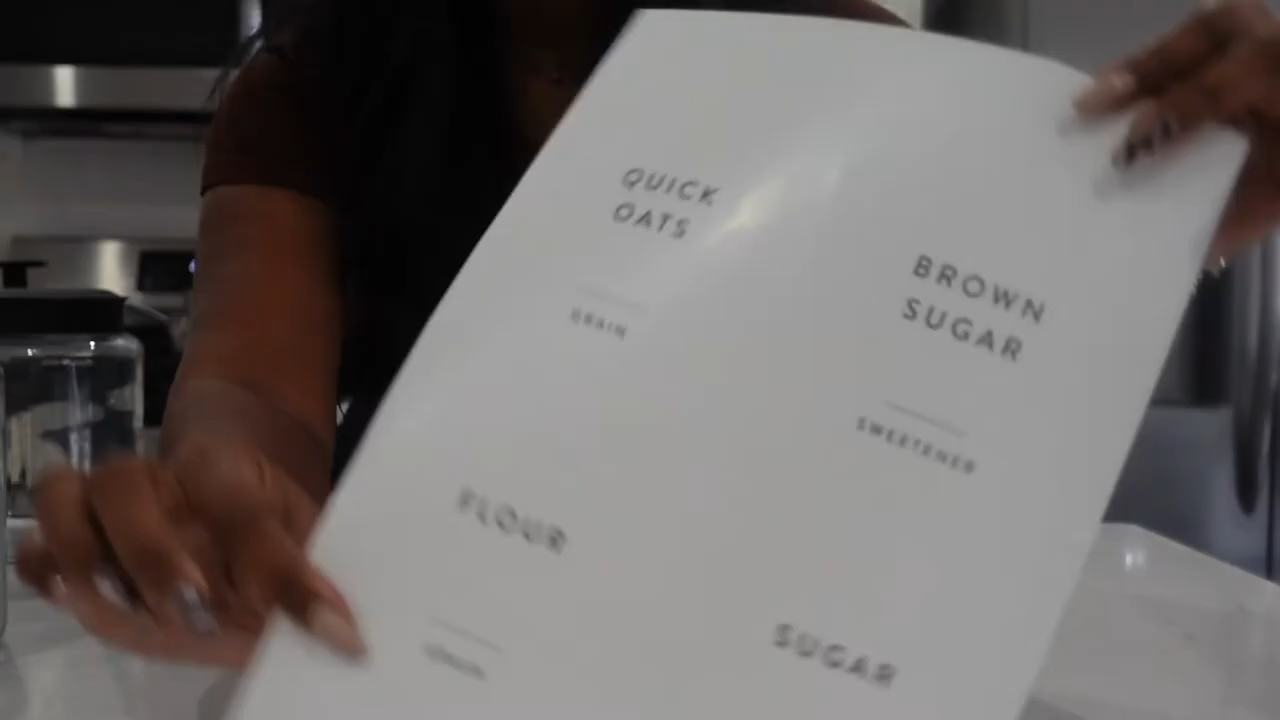 QUICK
OATS
GRAIN
BROWN
SUGAR
SWEETENER
FLOUR
SUGAR